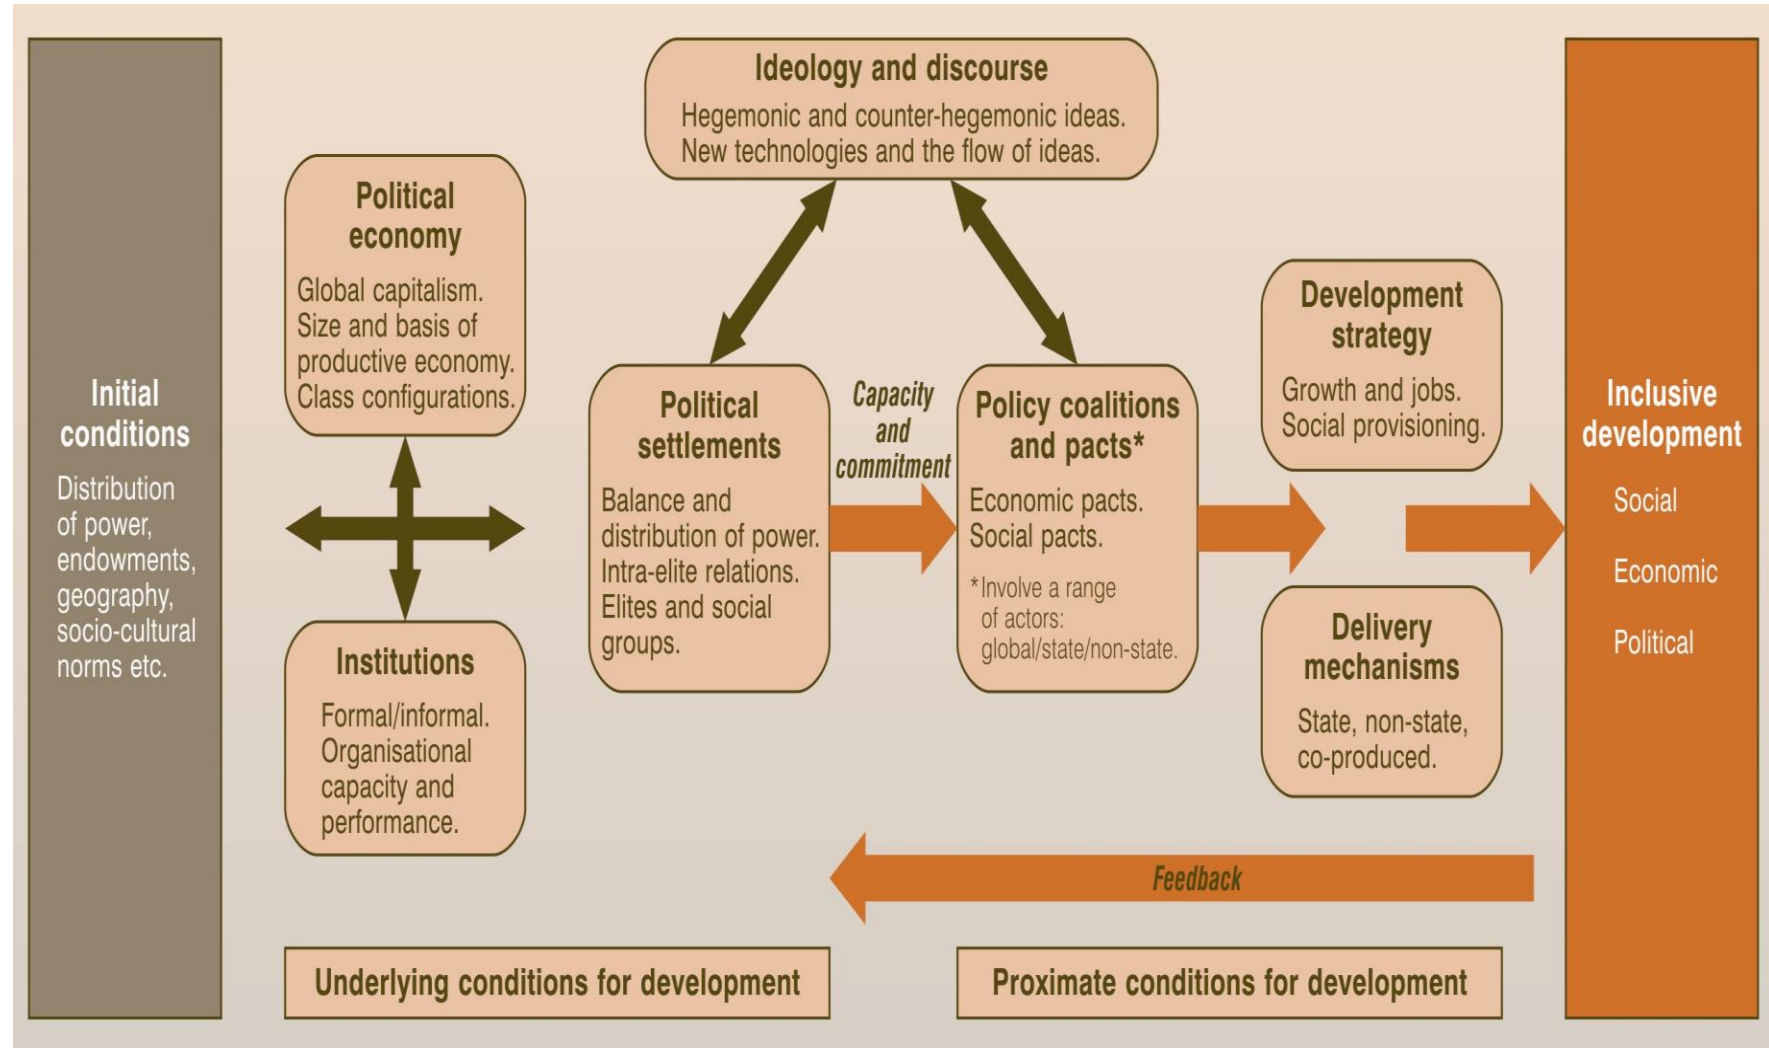 Initial
conditions
Distribution
of power,
endowments,
geography,
socio-cultural
norms etc.
Political
economy
Global capitalism.
Size and basis of
productive economy.
Class configurations.
Institutions
Formal/informal.
Organisational
capacity and
performance.
Ideology and discourse
Hegemonic and counter-hegemonic ideas.
New technologies and the flow of ideas.
Political
settlements
Balance and
distribution of power.
Intra-elite relations.
Elites and social
groups.
Capacity
and
commitment
Policy coalitions
and pacts*
Economic pacts.
Social pacts.
*Involve a range
of actors:
global/state/non-state.
Development
strategy
Growth and jobs.
Social provisioning.
Delivery
mechanisms
State, non-state,
co-produced.
Inclusive
development
Social
Economic
Political
Feedback
Underlying conditions for development
Proximate conditions for development